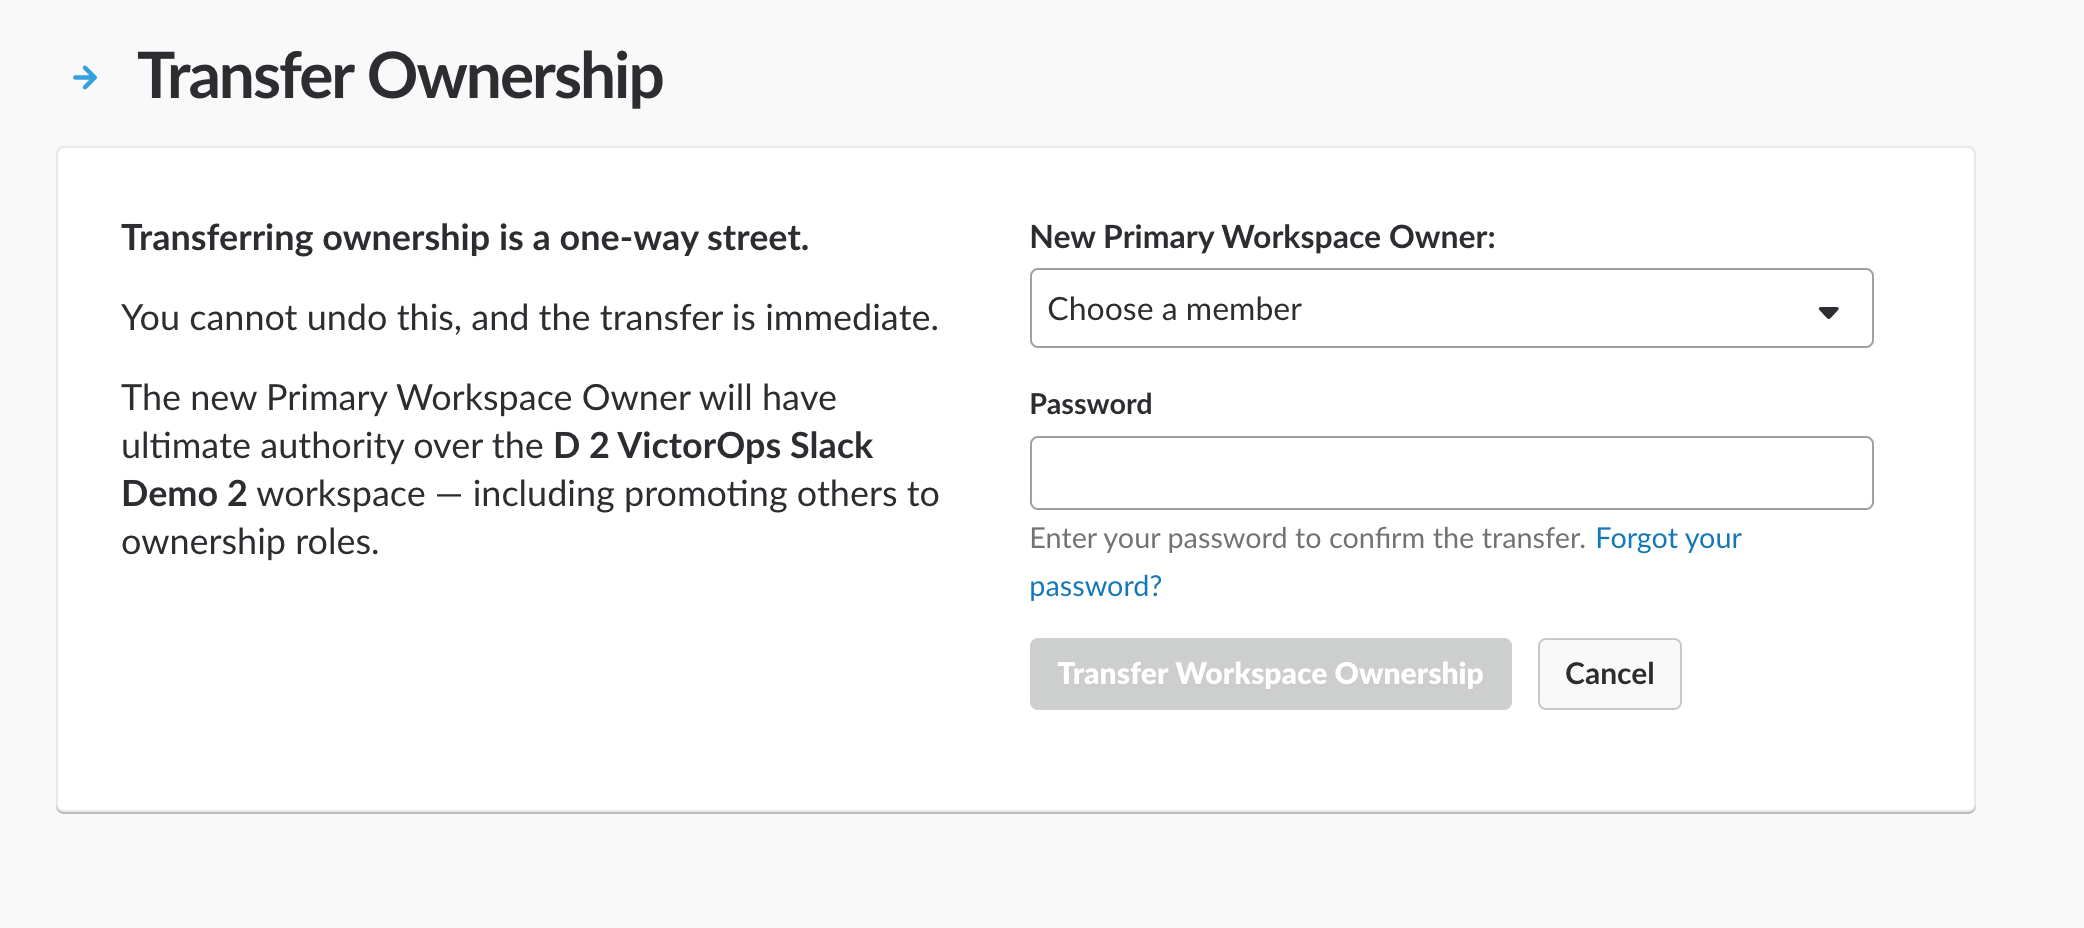 Transfer Ownership
Transferring ownership is a one-way street.
You cannot undo this, and the transfer is immediate.
The new Primary Workspace Owner will have
ultimate authority over the D 2 VictorOps Slack
Demo 2 workspace — including promoting others to
ownership roles.
New Primary Workspace Owner:
Choose a member
Password
Enter your password to confirm the transfer. Forgot your
password?
Transfer Workspace Ownership
Cancel